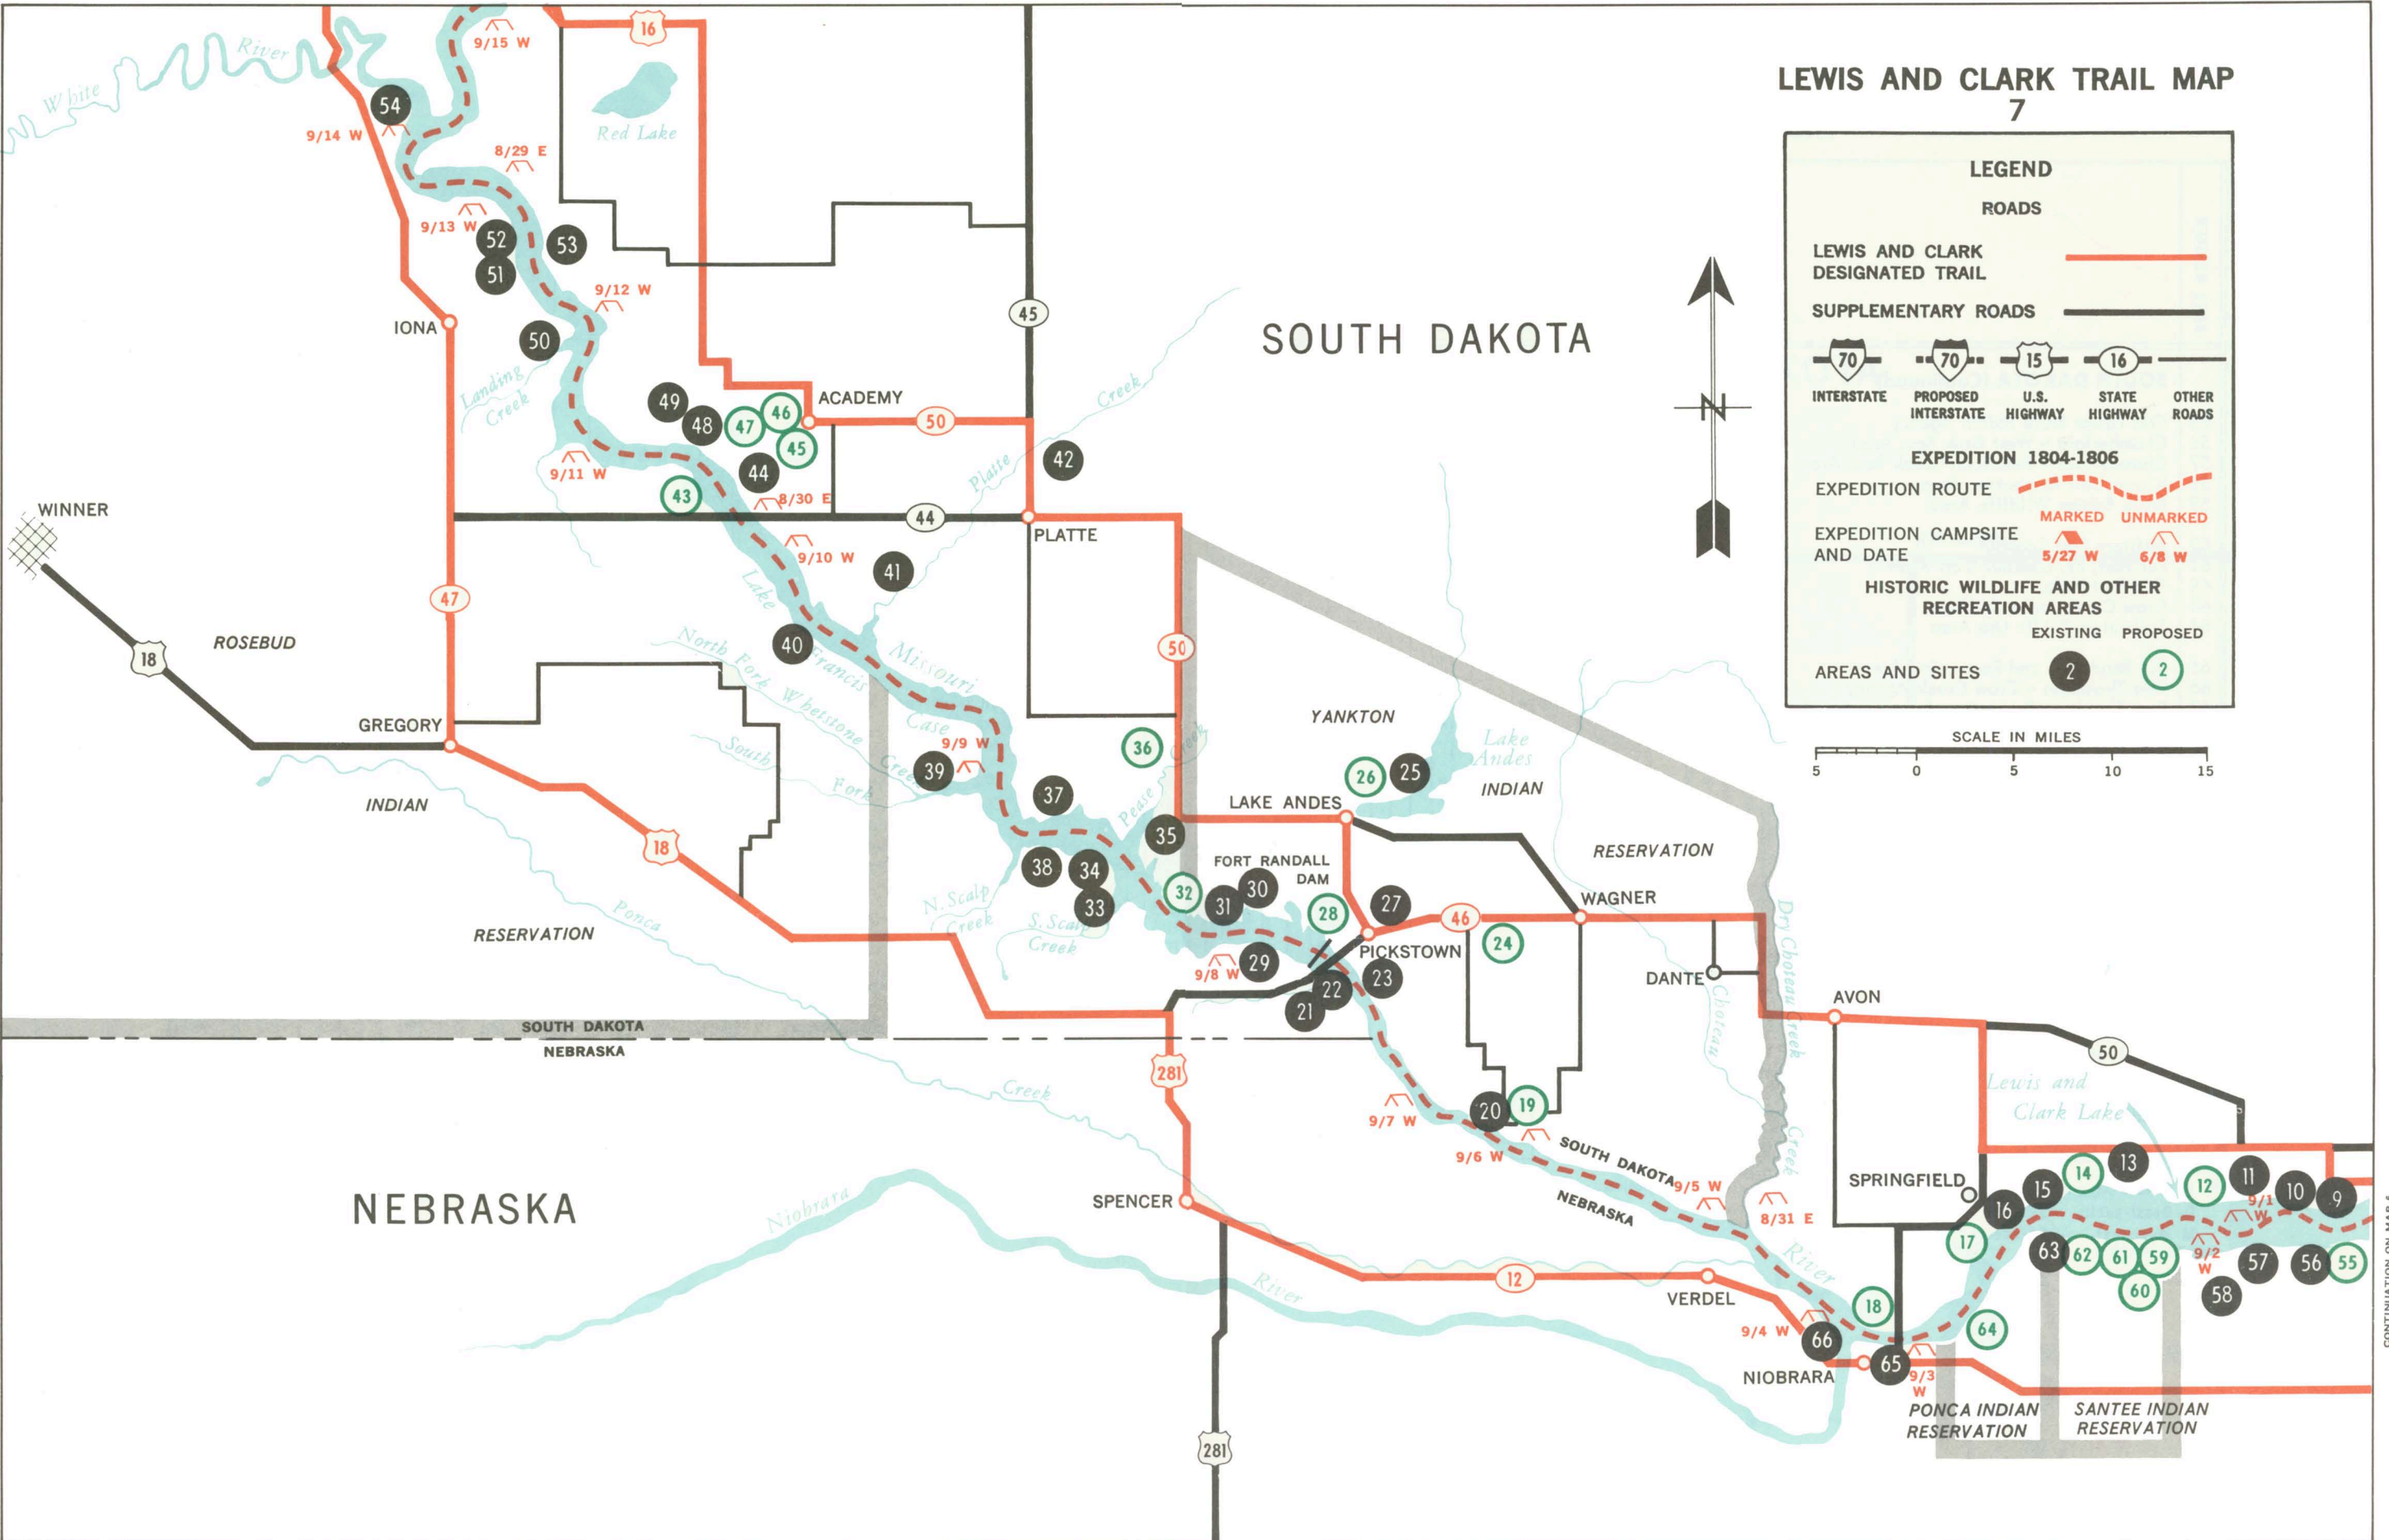 LEWIS AND CLARK TRAIL MAP
7
LEGEND
ROADS
LEWIS AND CLARK
DESIGNATED TRAIL
SUPPLEMENTARY ROADS
70
70
15
16
INTERSTATE
PROPOSED
INTERSTATE
U.S.
HIGHWAY
STATE
HIGHWAY
OTHER
ROADS
EXPEDITION 1804-1806
EXPEDITION ROUTE
MARKED
UNMARKED
EXPEDITION CAMPSITE
AND DATE
5/27 W
6/8 W
HISTORIC WILDLIFE AND OTHER
RECREATION AREAS
EXISTING
PROPOSED
AREAS AND SITES
2
2
SCALE IN MILES
5
0
5
10
15
N
SOUTH DAKOTA
NEBRASKA
White
River
9/15 W
16
Red Lake
54
9/14 W
8/29 E
9/13 W
52
53
51
9/12 W
45
IONA
50
Landing
Creek
49
48
47
46
45
ACADEMY
50
Creek
Platte
42
44
9/11 W
43
8/30 E
44
PLATTE
WINNER
9/10 W
41
47
18
ROSEBUD
40
Lake
Francis
Case
Missouri
North Fork Whetstone Creek
South
Fork
50
GREGORY
9/9 W
39
36
YANKTON
Lake
Andes
26
25
INDIAN
INDIAN
37
Pease
Creek
LAKE ANDES
35
18
38
34
33
FORT RANDALL
DAM
RESERVATION
32
31
30
28
27
46
WAGNER
N. Scalp
Creek
S. Scalp
Creek
RESERVATION
Ponca
PICKSTOWN
24
9/8 W
29
23
22
21
DANTE
Choteau
Dry Choteau Creek
Creek
AVON
SOUTH DAKOTA
NEBRASKA
281
Creek
50
Lewis and
Clark Lake
9/7 W
20
19
9/6 W
SOUTH DAKOTA
NEBRASKA
9/5 W
8/31 E
SPRINGFIELD
14
13
12
11
10
9
9/1
W
15
16
17
Niobrara
SPENCER
River
River
12
VERDEL
63
62
61
59
60
9/2
W
57
56
55
58
18
64
9/4 W
66
NIOBRARA
65
9/3
W
PONCA INDIAN
RESERVATION
SANTEE INDIAN
RESERVATION
281
CONTINUATION ON MAP 6